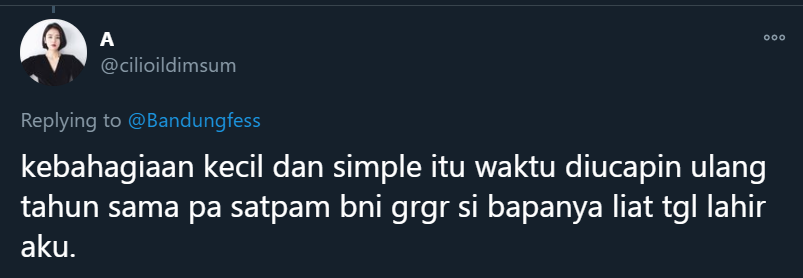 A
@cilioildimsum
Replying to @Bandungfess
kebahagiaan kecil dan simple itu waktu diucapin ulang
tahun sama pa satpam bni grgr si bapanya liat tgl lahir
aku.